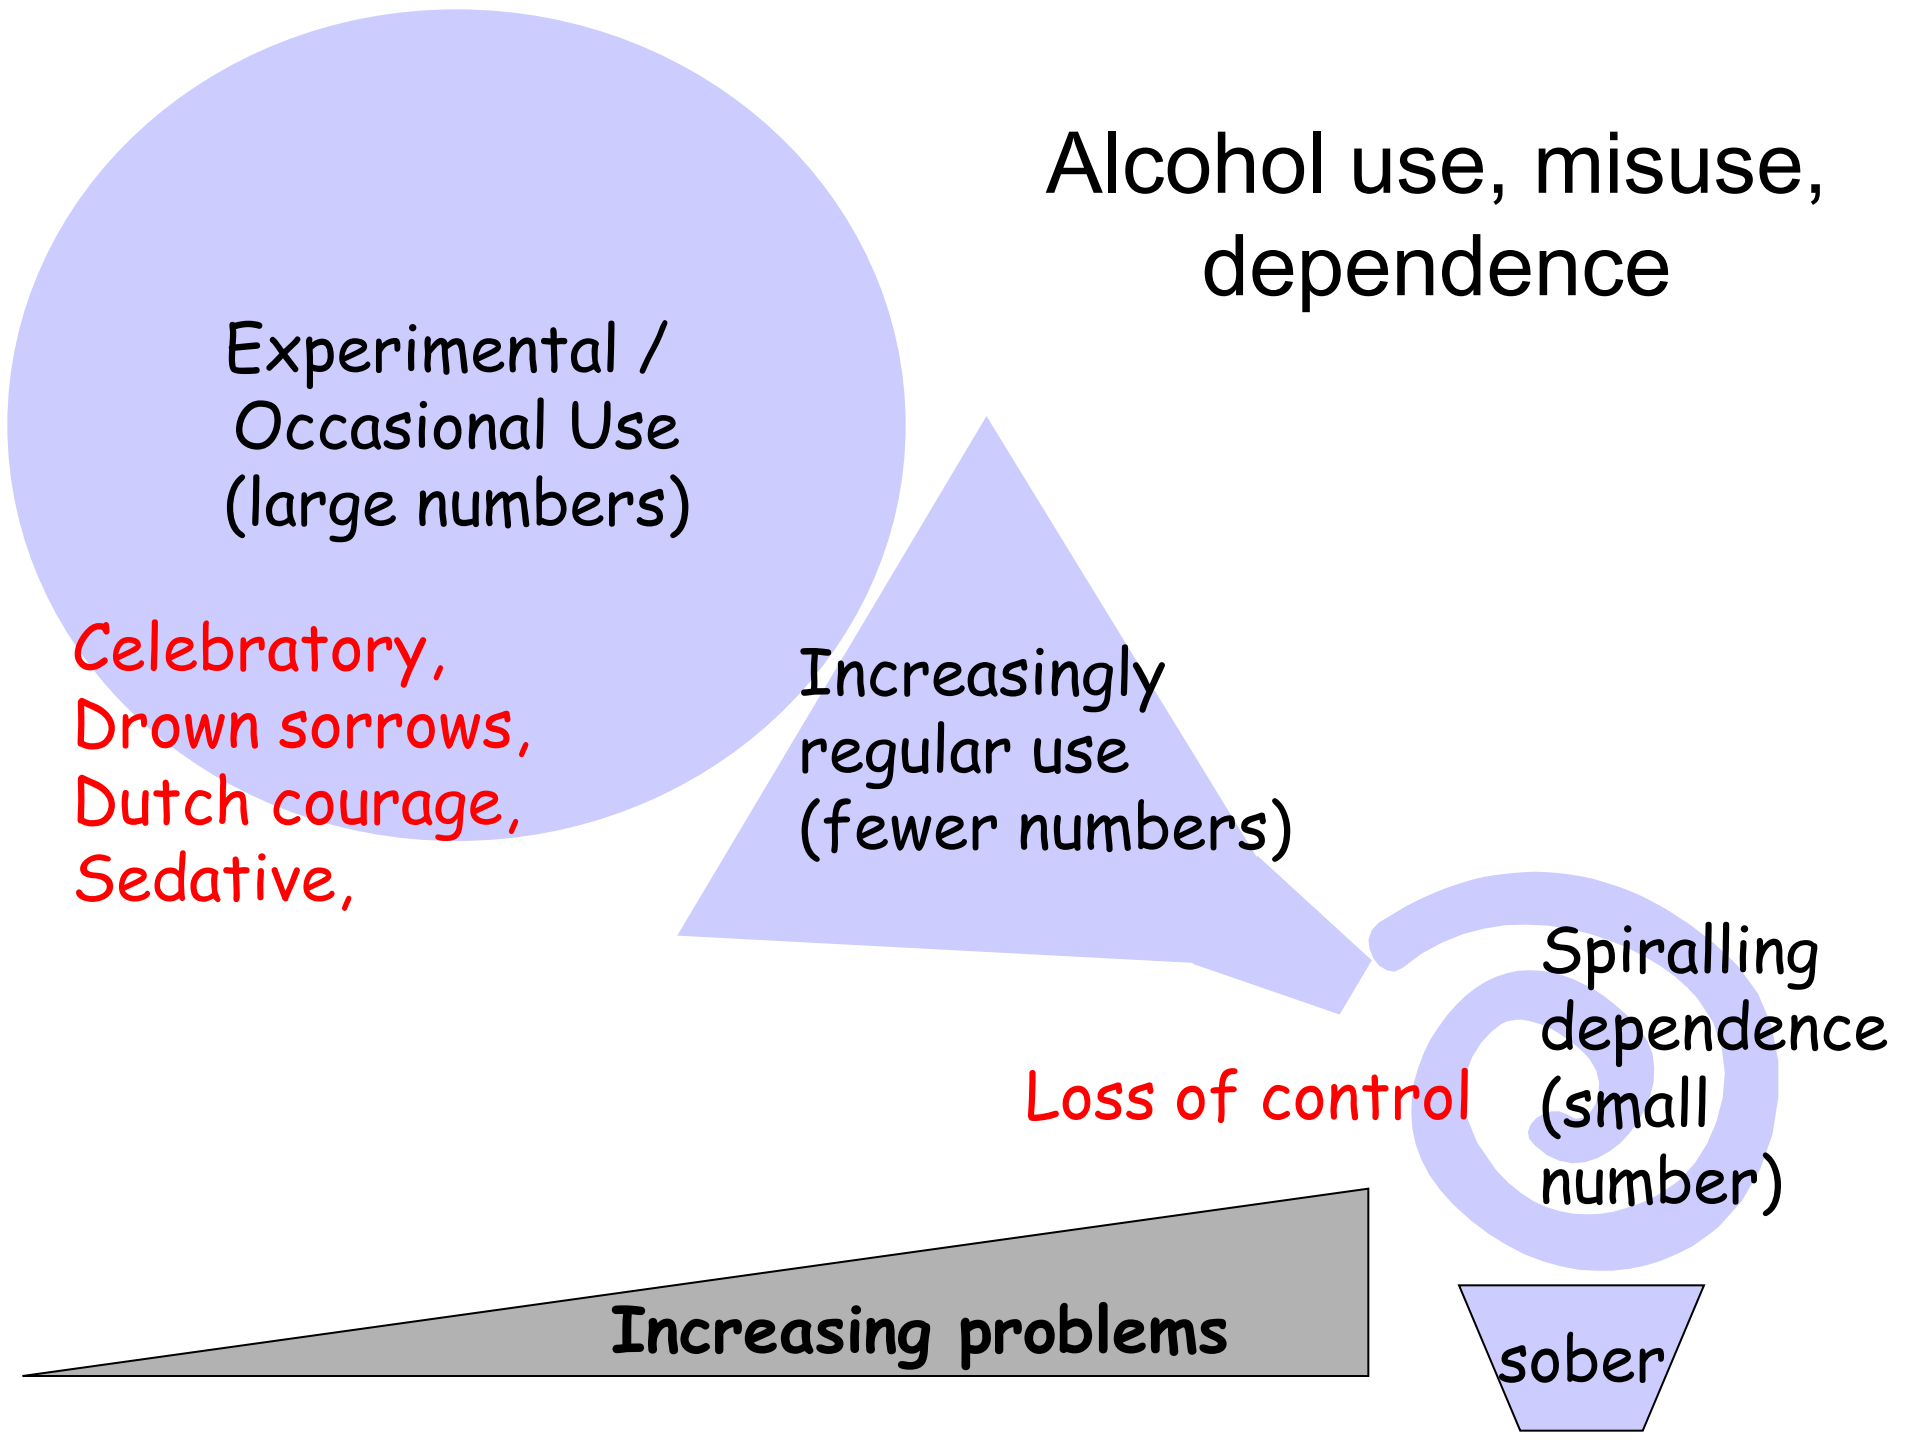 Alcohol use, misuse,
dependence
Experimental /
Occasional Use
(large numbers)
Celebratory,
Drown sorrows,
Dutch courage,
Sedative,
Increasingly
regular use
(fewer numbers)
Spiralling
dependence
(small
number)
Loss of control
Increasing problems
sober